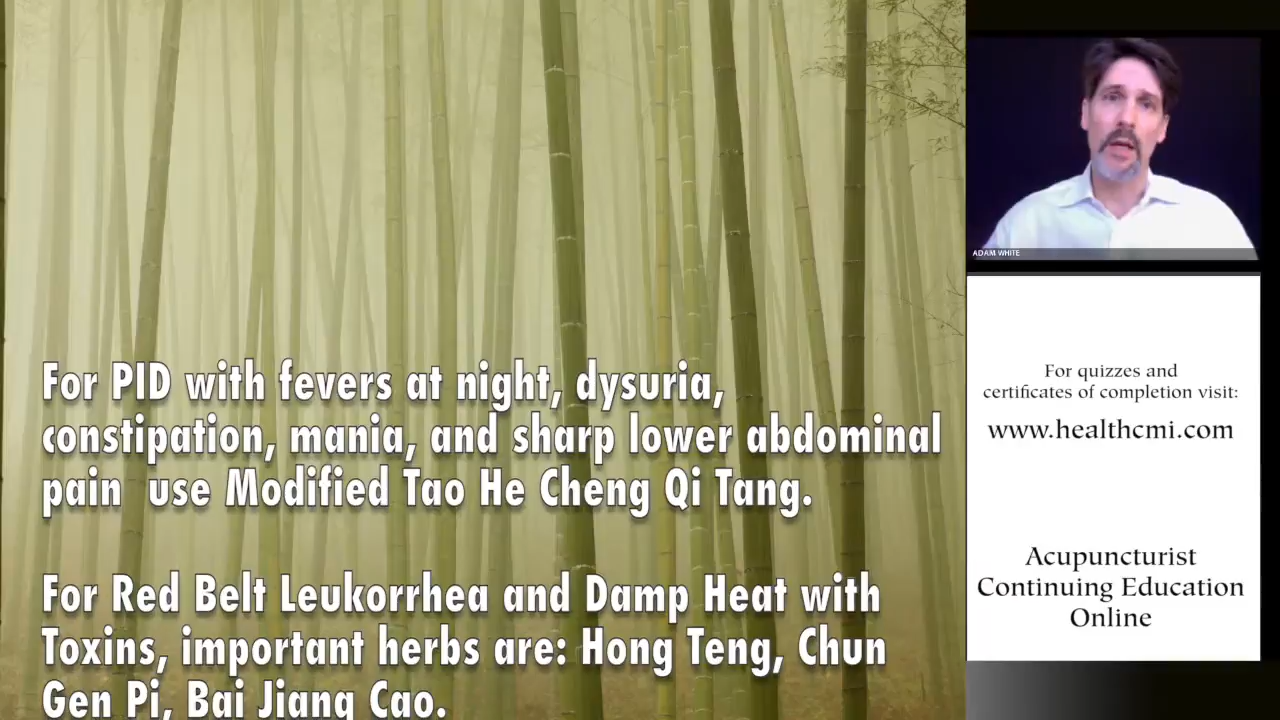 For PID with fevers at night, dysuria,
constipation, mania, and sharp lower abdominal
pain  use Modified Tao He Cheng Qi Tang.
For Red Belt Leukorrhea and Damp Heat with
Toxins, important herbs are: Hong Teng, Chun
Gen Pi, Bai Jiang Cao.
ADAM WHITE
For quizzes and
certificates of completion visit:
www.healthcmi.com
Acupuncturist
Continuing Education
Online